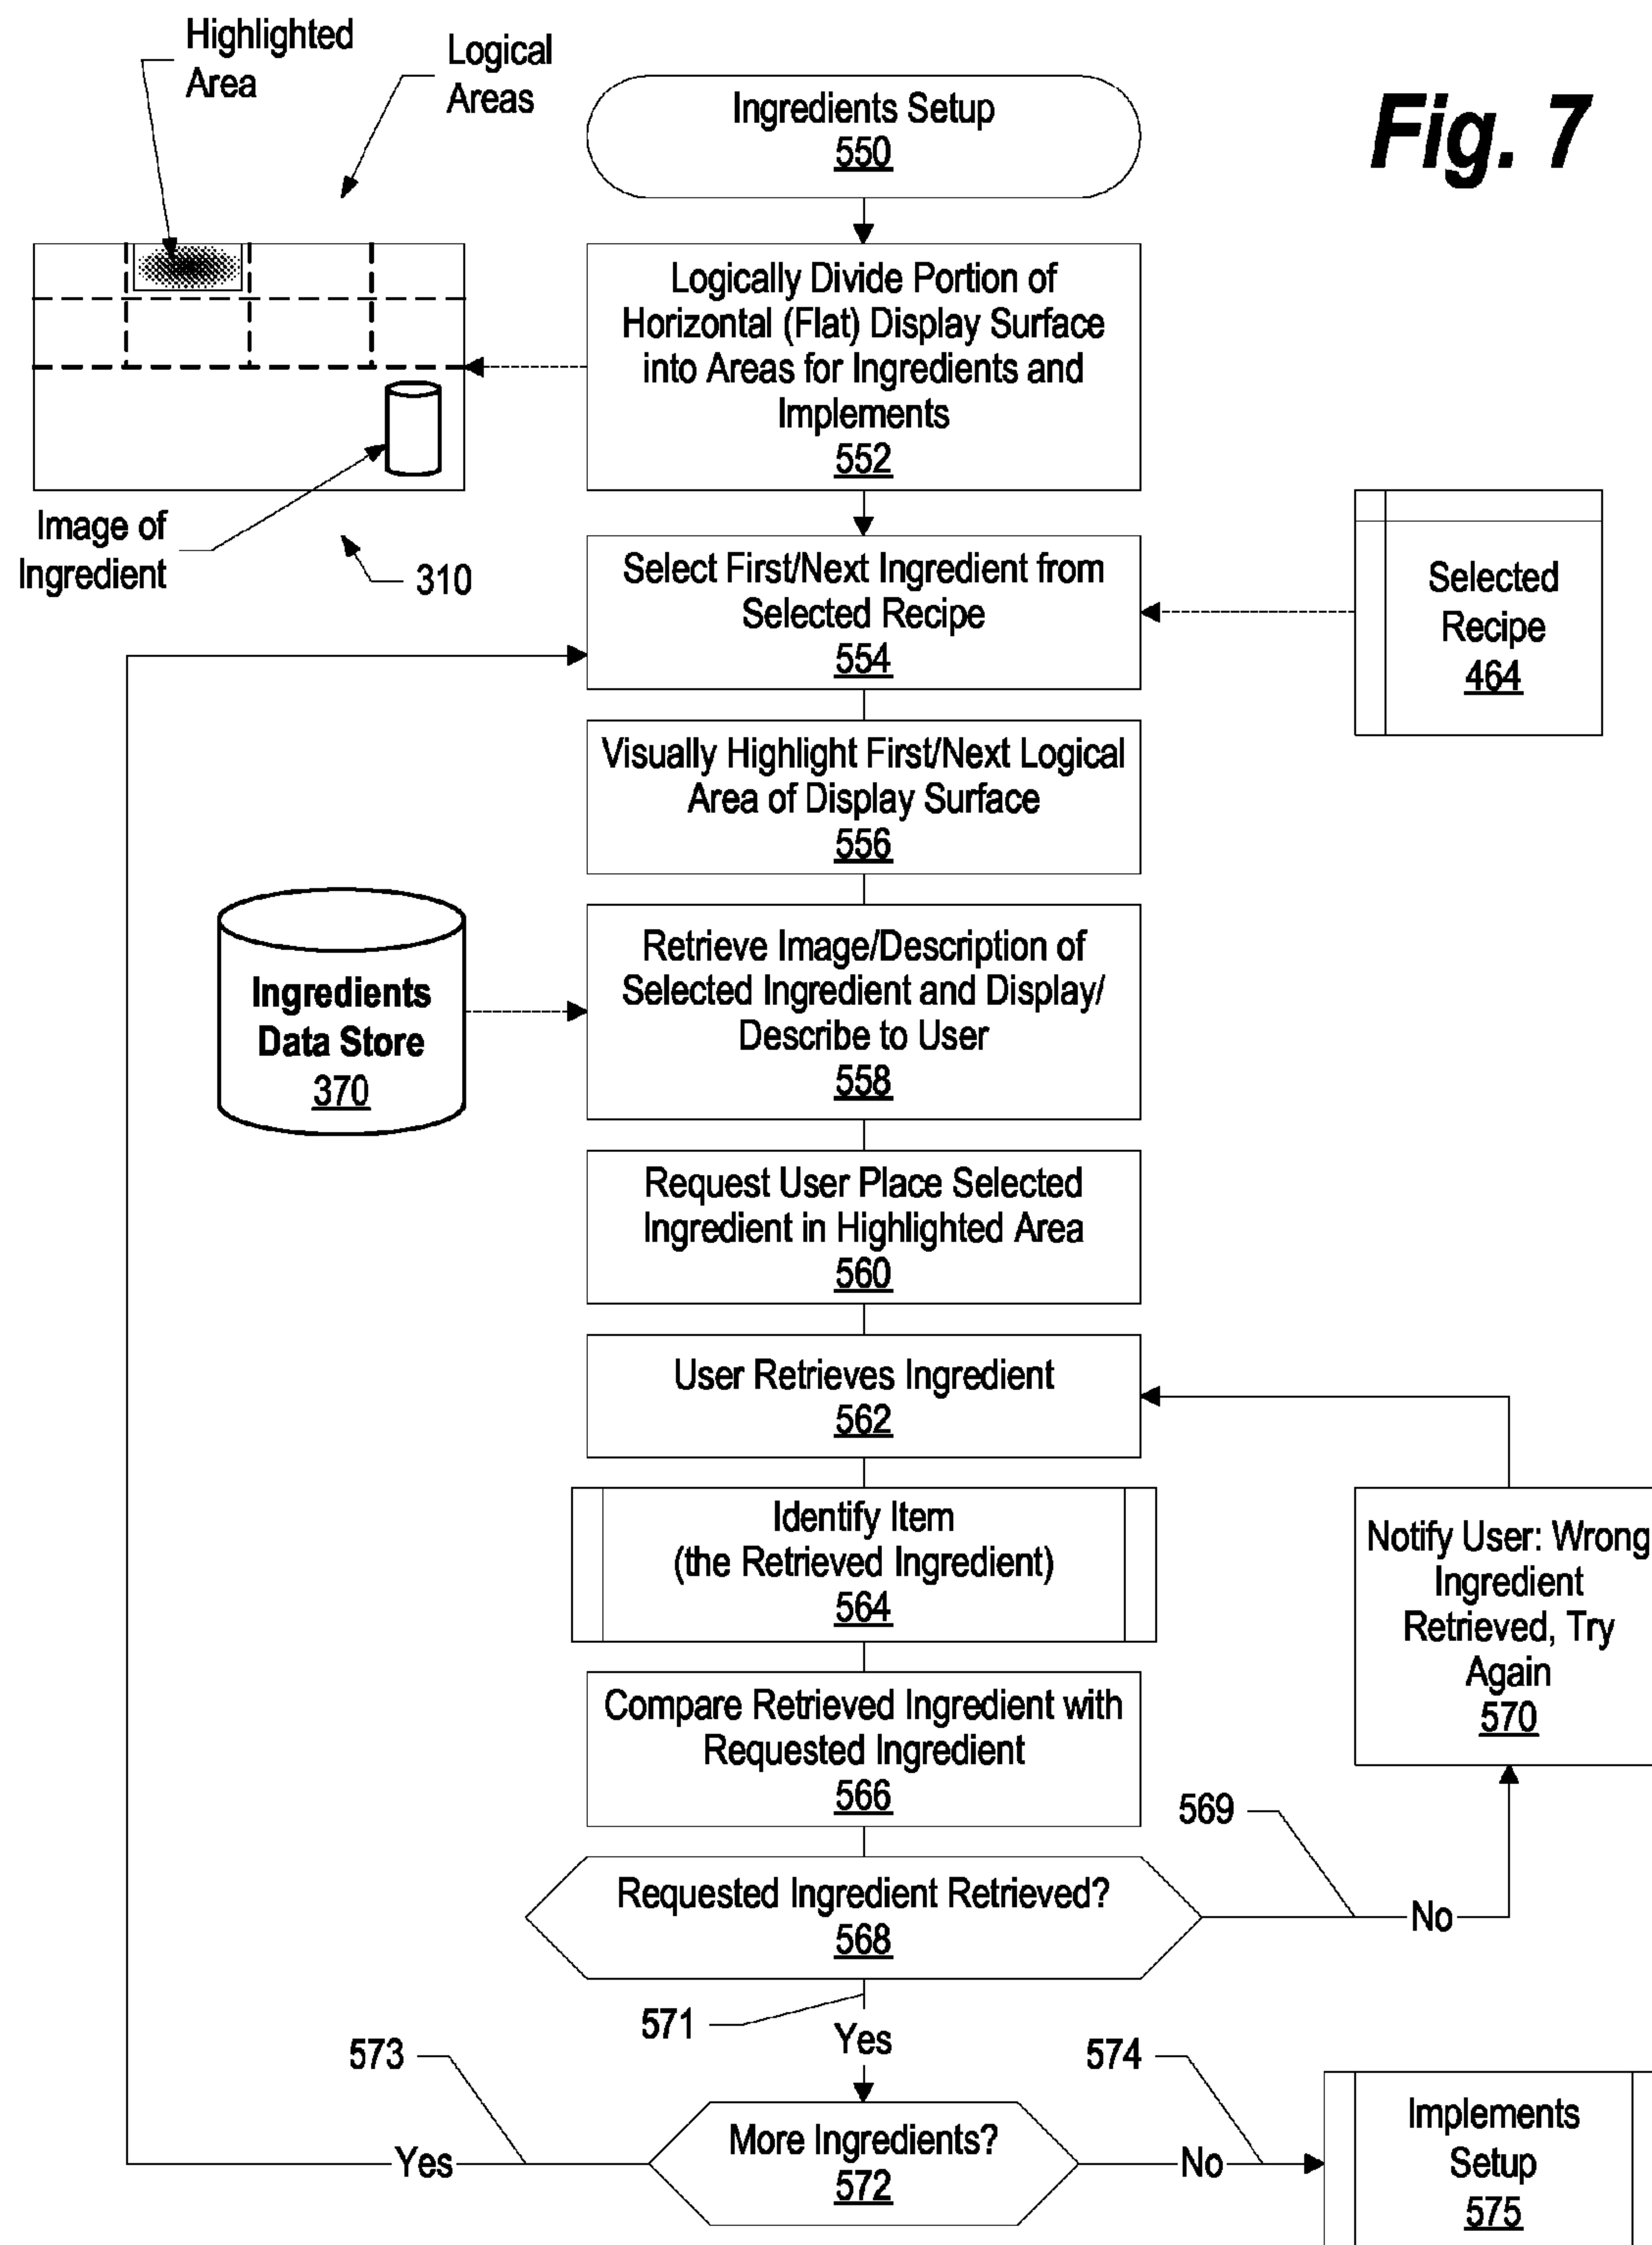 Highlighted
Area
Logical
Areas
Fig. 7
Ingredients Setup
550
Logically Divide Portion of
Horizontal (Flat) Display Surface
into Areas for Ingredients and
Implements
552
Image of
Ingredient
310
Select First/Next Ingredient from
Selected Recipe
554
Selected
Recipe
464
Visually Highlight First/Next Logical
Area of Display Surface
556
Ingredients
Data Store
370
Retrieve Image/Description of
Selected Ingredient and Display/
Describe to User
558
Request User Place Selected
Ingredient in Highlighted Area
560
User Retrieves Ingredient
562
Identify Item
(the Retrieved Ingredient)
564
Notify User: Wrong
Ingredient
Retrieved, Try
Again
570
Compare Retrieved Ingredient with
Requested Ingredient
566
569
Requested Ingredient Retrieved?
568
No
571
Yes
573
574
More Ingredients?
572
Yes
No
Implements
Setup
575